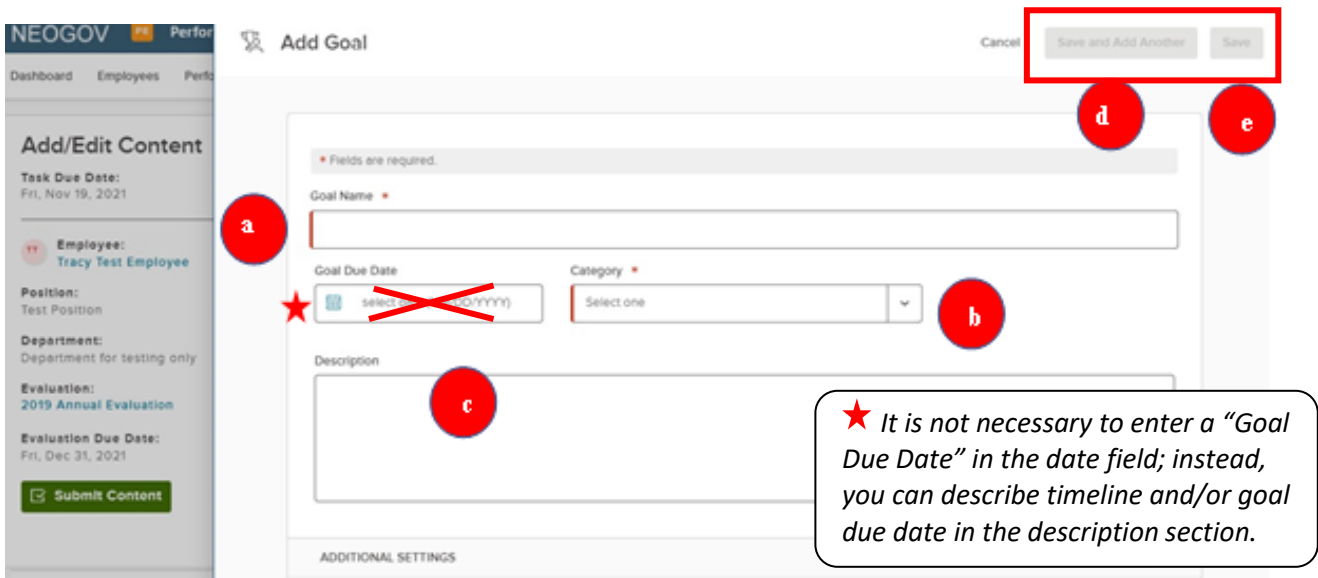 NEOGOV PE Perfor
Dashboard Employees Perfo
Add/Edit Content
Task Due Date:
Fri, Nov 19, 2021
TT Employee:
Tracy Test Employee
Position:
Test Position
Department:
Department for testing only
Evaluation:
2019 Annual Evaluation
Evaluation Due Date:
Fri, Dec 31, 2021
Submit Content
Add Goal
Cancel Save and Add Another Save
d
e
* Fields are required.
Goal Name *
a
Goal Due Date Category *
select DD/YYYY) Select one
b
Description
c
It is not necessary to enter a “Goal
Due Date” in the date field; instead,
you can describe timeline and/or goal
due date in the description section.
ADDITIONAL SETTINGS